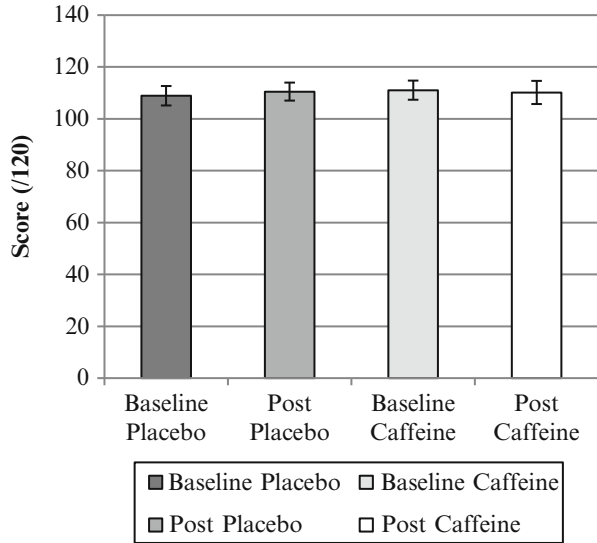 140
120
100
80
60
40
20
0
Score (/120)
Baseline Placebo
Post Placebo
Baseline Caffeine
Post Caffeine
Baseline Placebo
Baseline Caffeine
Post Placebo
Post Caffeine